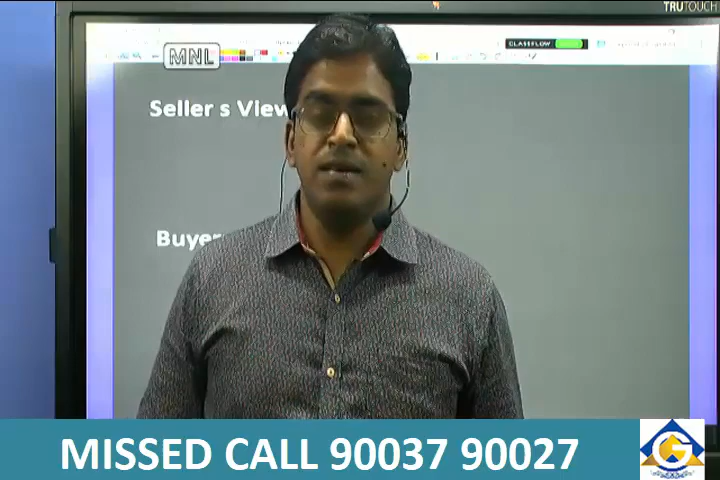 TRUTOUCH
CLASSFLOW
MNL
Seller s View
Buyer
MISSED CALL 90037 90027
G